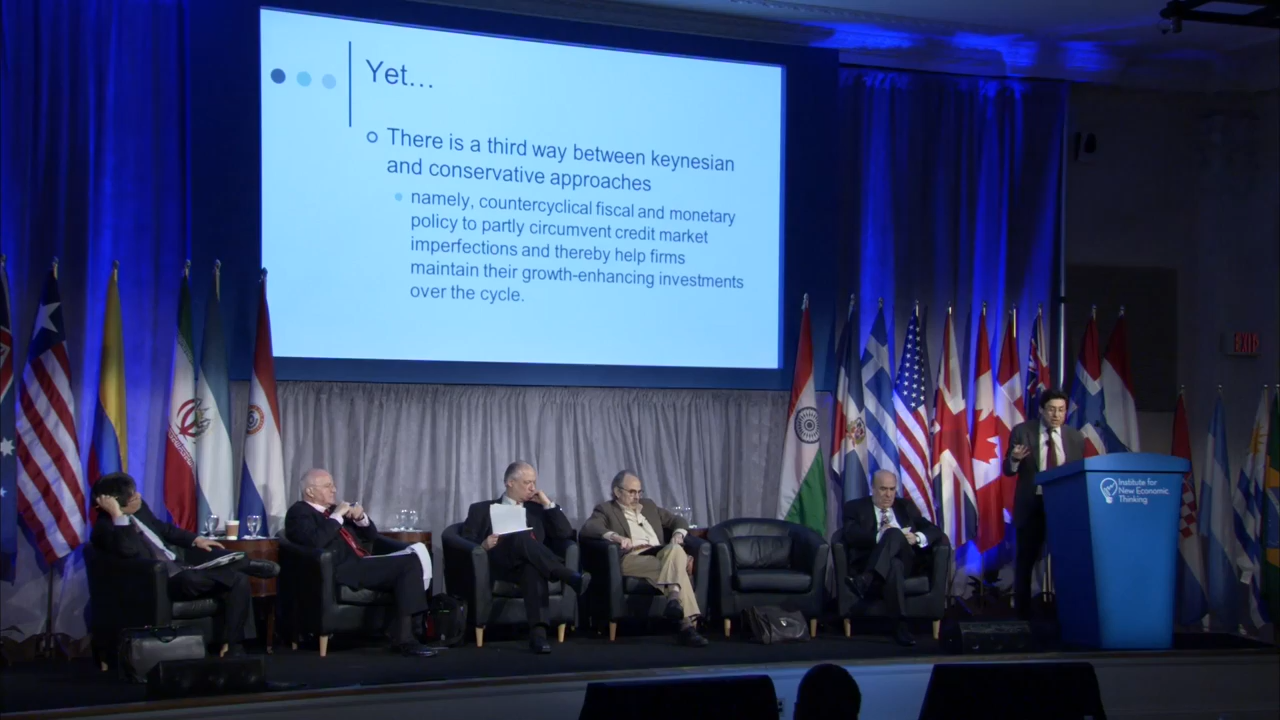 Yet…
There is a third way between keynesian
and conservative approaches
namely, countercyclical fiscal and monetary
policy to partly circumvent credit market
imperfections and thereby help firms
maintain their growth-enhancing investments
over the cycle.
EXIT
Institute for
New Economic
Thinking